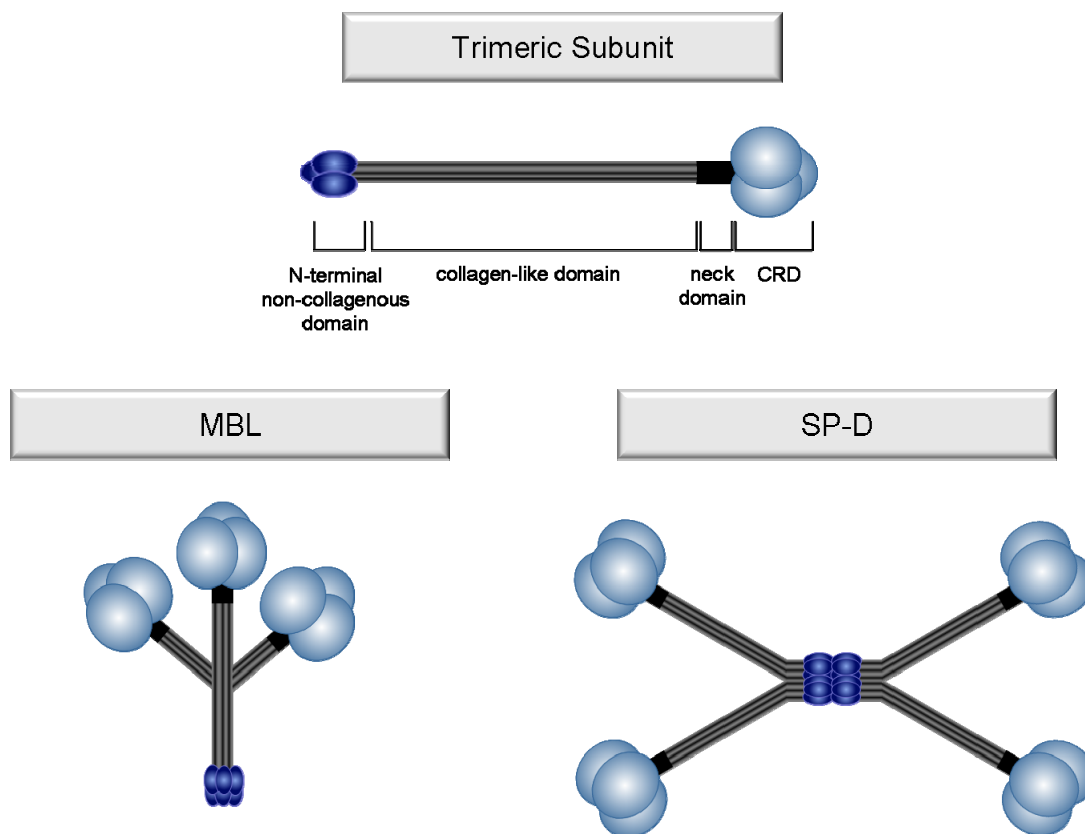 Trimeric Subunit
N-terminal
non-collagenous
domain
collagen-like domain
neck
domain
CRD
MBL
SP-D